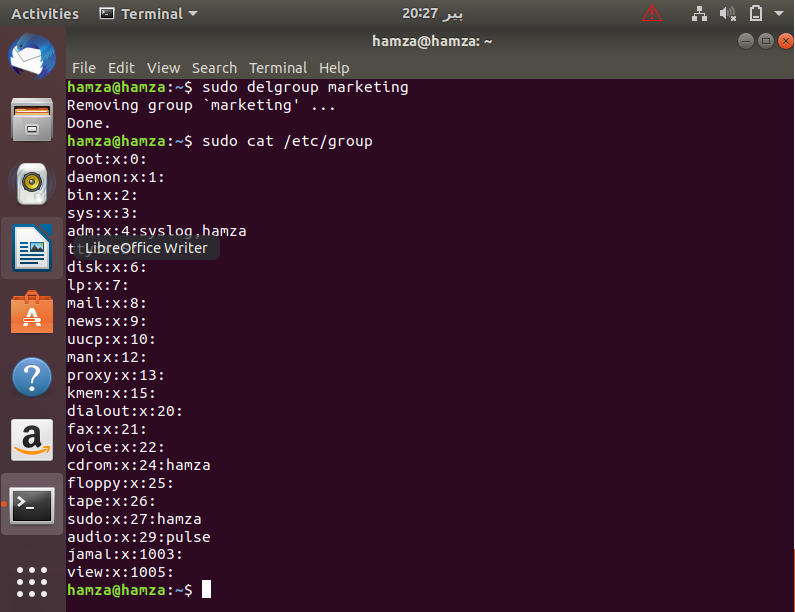 Activities Terminal 20:27 بير
hamza@hamza: ~
File Edit View Search Terminal Help
hamza@hamza:~$ sudo delgroup marketing
Removing group `marketing' ...
Done.
hamza@hamza:~$ sudo cat /etc/group
root:x:0:
daemon:x:1:
bin:x:2:
sys:x:3:
adm:x:4:syslog,hamza
LibreOffice Writer
disk:x:6:
lp:x:7:
mail:x:8:
news:x:9:
uucp:x:10:
man:x:12:
proxy:x:13:
kmem:x:15:
dialout:x:20:
fax:x:21:
voice:x:22:
cdrom:x:24:hamza
floppy:x:25:
tape:x:26:
sudo:x:27:hamza
audio:x:29:pulse
jamal:x:1003:
view:x:1005:
hamza@hamza:~$